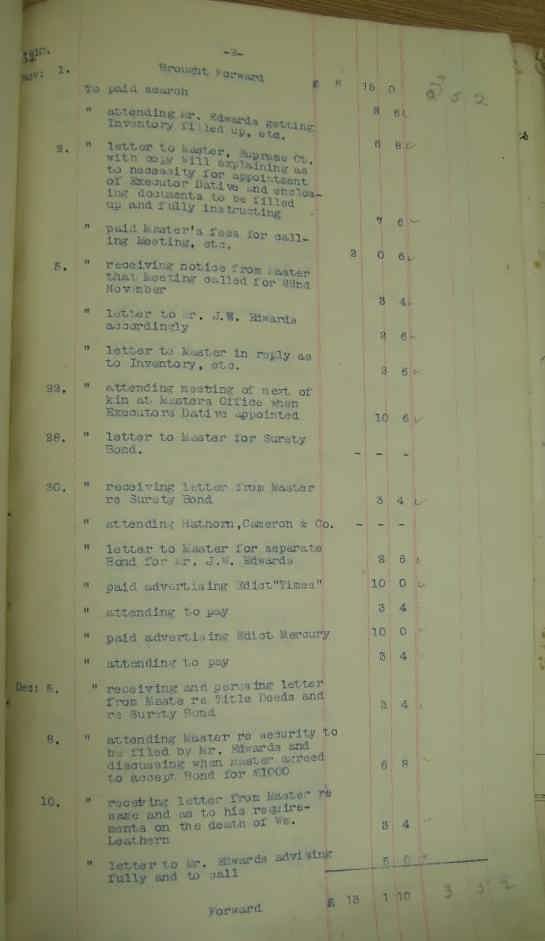 -2-
Nov: 1. Brought Forward £ 15 0
To paid search 2 6
" attending Mr. Edwards getting
Inventory filled up, etc. 6 8
2. " letter to Master, Supreme Ct.
with copy Will explaining as
to necessity for appointment
of Executor Dative and enclos-
ing documents to be filled
up and fully instructing 7 6
" paid Master's fees for call-
ing Meeting, etc. 2 0 6
5. " receiving notice from Master
that Meeting called for 22nd
November 3 4
" letter to Mr. J.W. Edwards
accordingly 2 6
" letter to Master in reply as
to Inventory, etc. 2 6
22. " attending meeting of next of
kin at Masters Office when
Executors Dative appointed 10 6
28. " letter to Master for Surety
Bond. - - -
30. " receiving letter from Master
re Surety Bond 3 4
" attending Hathorn,Cameron & Co. - - -
" letter to Master for separate
Bond for Mr. J.W. Edwards 2 6
" paid advertising Edict"Times" 10 0
" attending to pay 3 4
" paid advertising Edict Mercury 10 0
" attending to pay 3 4
Dec: 5. " receiving and perusing letter
from Maste re Title Deeds and
re Surety Bond 3 4
8. " attending Master re security to
be filed by Mr. Edwards and
discussing when Master agreed
to accept Bond for £1000 6 8
10. " receiving letter from Master re
same and as to his require-
ments on the death of Wm.
Leathern 3 4
" letter to Mr. Edwards advising
fully and to call 5 0
Forward £ 13 1 10